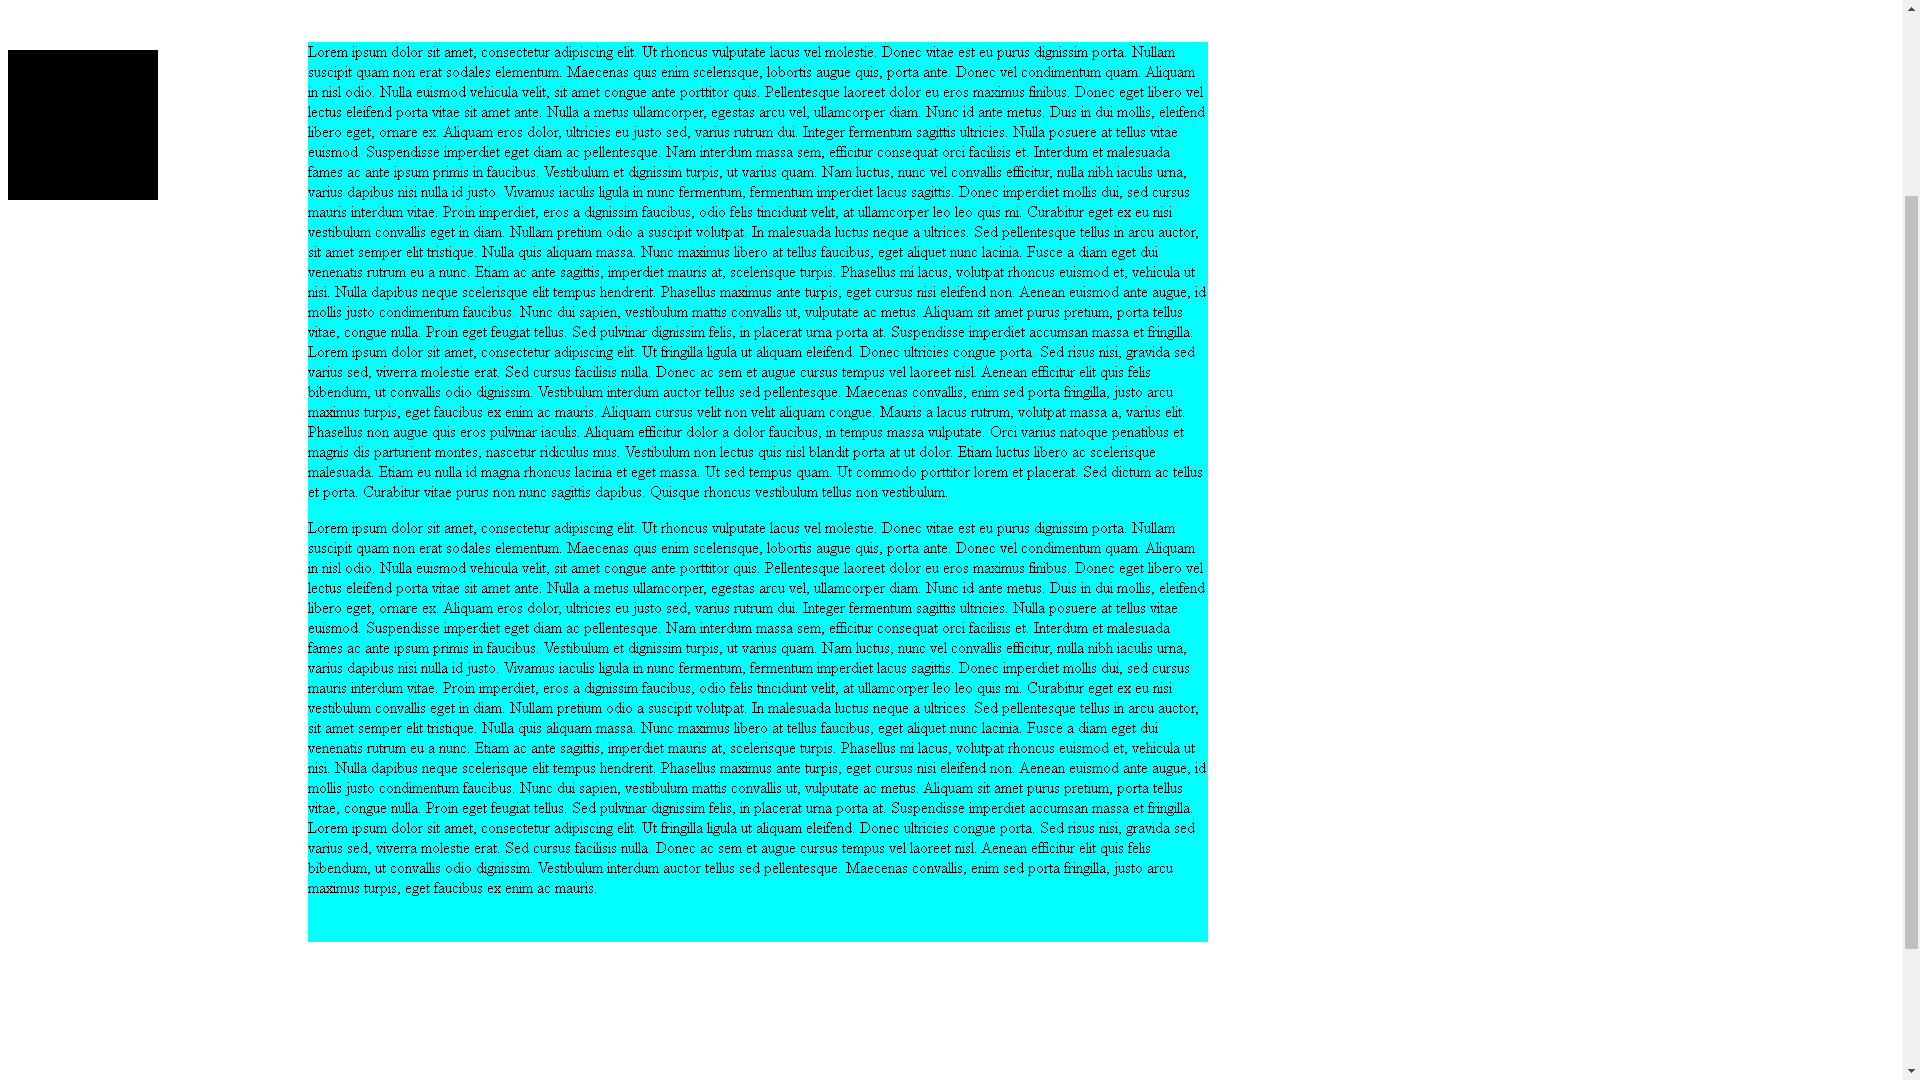 Lorem ipsum dolor sit amet, consectetur adipiscing elit. Ut rhoncus vulputate lacus vel molestie. Donec vitae est eu purus dignissim porta. Nullam
suscipit quam non erat sodales elementum. Maecenas quis enim scelerisque, lobortis augue quis, porta ante. Donec vel condimentum quam. Aliquam
in nisl odio. Nulla euismod vehicula velit, sit amet congue ante porttitor quis. Pellentesque laoreet dolor eu eros maximus finibus. Donec eget libero vel
lectus eleifend porta vitae sit amet ante. Nulla a metus ullamcorper, egestas arcu vel, ullamcorper diam. Nunc id ante metus. Duis in dui mollis, eleifend
libero eget, ornare ex. Aliquam eros dolor, ultricies eu justo sed, varius rutrum dui. Integer fermentum sagittis ultricies. Nulla posuere at tellus vitae
euismod. Suspendisse imperdiet eget diam ac pellentesque. Nam interdum massa sem, efficitur consequat orci facilisis et. Interdum et malesuada
fames ac ante ipsum primis in faucibus. Vestibulum et dignissim turpis, ut varius quam. Nam luctus, nunc vel convallis efficitur, nulla nibh iaculis urna,
varius dapibus nisi nulla id justo. Vivamus iaculis ligula in nunc fermentum, fermentum imperdiet lacus sagittis. Donec imperdiet mollis dui, sed cursus
mauris interdum vitae. Proin imperdiet, eros a dignissim faucibus, odio felis tincidunt velit, at ullamcorper leo leo quis mi. Curabitur eget ex eu nisi
vestibulum convallis eget in diam. Nullam pretium odio a suscipit volutpat. In malesuada luctus neque a ultrices. Sed pellentesque tellus in arcu auctor,
sit amet semper elit tristique. Nulla quis aliquam massa. Nunc maximus libero at tellus faucibus, eget aliquet nunc lacinia. Fusce a diam eget dui
venenatis rutrum eu a nunc. Etiam ac ante sagittis, imperdiet mauris at, scelerisque turpis. Phasellus mi lacus, volutpat rhoncus euismod et, vehicula ut
nisi. Nulla dapibus neque scelerisque elit tempus hendrerit. Phasellus maximus ante turpis, eget cursus nisi eleifend non. Aenean euismod ante augue, id
mollis justo condimentum faucibus. Nunc dui sapien, vestibulum mattis convallis ut, vulputate ac metus. Aliquam sit amet purus pretium, porta tellus
vitae, congue nulla. Proin eget feugiat tellus. Sed pulvinar dignissim felis, in placerat urna porta at. Suspendisse imperdiet accumsan massa et fringilla.
Lorem ipsum dolor sit amet, consectetur adipiscing elit. Ut fringilla ligula ut aliquam eleifend. Donec ultricies congue porta. Sed risus nisi, gravida sed
varius sed, viverra molestie erat. Sed cursus facilisis nulla. Donec ac sem et augue cursus tempus vel laoreet nisl. Aenean efficitur elit quis felis
bibendum, ut convallis odio dignissim. Vestibulum interdum auctor tellus sed pellentesque. Maecenas convallis, enim sed porta fringilla, justo arcu
maximus turpis, eget faucibus ex enim ac mauris. Aliquam cursus velit non velit aliquam congue. Mauris a lacus rutrum, volutpat massa a, varius elit.
Phasellus non augue quis eros pulvinar iaculis. Aliquam efficitur dolor a dolor faucibus, in tempus massa vulputate. Orci varius natoque penatibus et
magnis dis parturient montes, nascetur ridiculus mus. Vestibulum non lectus quis nisl blandit porta at ut dolor. Etiam luctus libero ac scelerisque
malesuada. Etiam eu nulla id magna rhoncus lacinia et eget massa. Ut sed tempus quam. Ut commodo porttitor lorem et placerat. Sed dictum ac tellus
et porta. Curabitur vitae purus non nunc sagittis dapibus. Quisque rhoncus vestibulum tellus non vestibulum.
Lorem ipsum dolor sit amet, consectetur adipiscing elit. Ut rhoncus vulputate lacus vel molestie. Donec vitae est eu purus dignissim porta. Nullam
suscipit quam non erat sodales elementum. Maecenas quis enim scelerisque, lobortis augue quis, porta ante. Donec vel condimentum quam. Aliquam
in nisl odio. Nulla euismod vehicula velit, sit amet congue ante porttitor quis. Pellentesque laoreet dolor eu eros maximus finibus. Donec eget libero vel
lectus eleifend porta vitae sit amet ante. Nulla a metus ullamcorper, egestas arcu vel, ullamcorper diam. Nunc id ante metus. Duis in dui mollis, eleifend
libero eget, ornare ex. Aliquam eros dolor, ultricies eu justo sed, varius rutrum dui. Integer fermentum sagittis ultricies. Nulla posuere at tellus vitae
euismod. Suspendisse imperdiet eget diam ac pellentesque. Nam interdum massa sem, efficitur consequat orci facilisis et. Interdum et malesuada
fames ac ante ipsum primis in faucibus. Vestibulum et dignissim turpis, ut varius quam. Nam luctus, nunc vel convallis efficitur, nulla nibh iaculis urna,
varius dapibus nisi nulla id justo. Vivamus iaculis ligula in nunc fermentum, fermentum imperdiet lacus sagittis. Donec imperdiet mollis dui, sed cursus
mauris interdum vitae. Proin imperdiet, eros a dignissim faucibus, odio felis tincidunt velit, at ullamcorper leo leo quis mi. Curabitur eget ex eu nisi
vestibulum convallis eget in diam. Nullam pretium odio a suscipit volutpat. In malesuada luctus neque a ultrices. Sed pellentesque tellus in arcu auctor,
sit amet semper elit tristique. Nulla quis aliquam massa. Nunc maximus libero at tellus faucibus, eget aliquet nunc lacinia. Fusce a diam eget dui
venenatis rutrum eu a nunc. Etiam ac ante sagittis, imperdiet mauris at, scelerisque turpis. Phasellus mi lacus, volutpat rhoncus euismod et, vehicula ut
nisi. Nulla dapibus neque scelerisque elit tempus hendrerit. Phasellus maximus ante turpis, eget cursus nisi eleifend non. Aenean euismod ante augue, id
mollis justo condimentum faucibus. Nunc dui sapien, vestibulum mattis convallis ut, vulputate ac metus. Aliquam sit amet purus pretium, porta tellus
vitae, congue nulla. Proin eget feugiat tellus. Sed pulvinar dignissim felis, in placerat urna porta at. Suspendisse imperdiet accumsan massa et fringilla.
Lorem ipsum dolor sit amet, consectetur adipiscing elit. Ut fringilla ligula ut aliquam eleifend. Donec ultricies congue porta. Sed risus nisi, gravida sed
varius sed, viverra molestie erat. Sed cursus facilisis nulla. Donec ac sem et augue cursus tempus vel laoreet nisl. Aenean efficitur elit quis felis
bibendum, ut convallis odio dignissim. Vestibulum interdum auctor tellus sed pellentesque. Maecenas convallis, enim sed porta fringilla, justo arcu
maximus turpis, eget faucibus ex enim ac mauris.